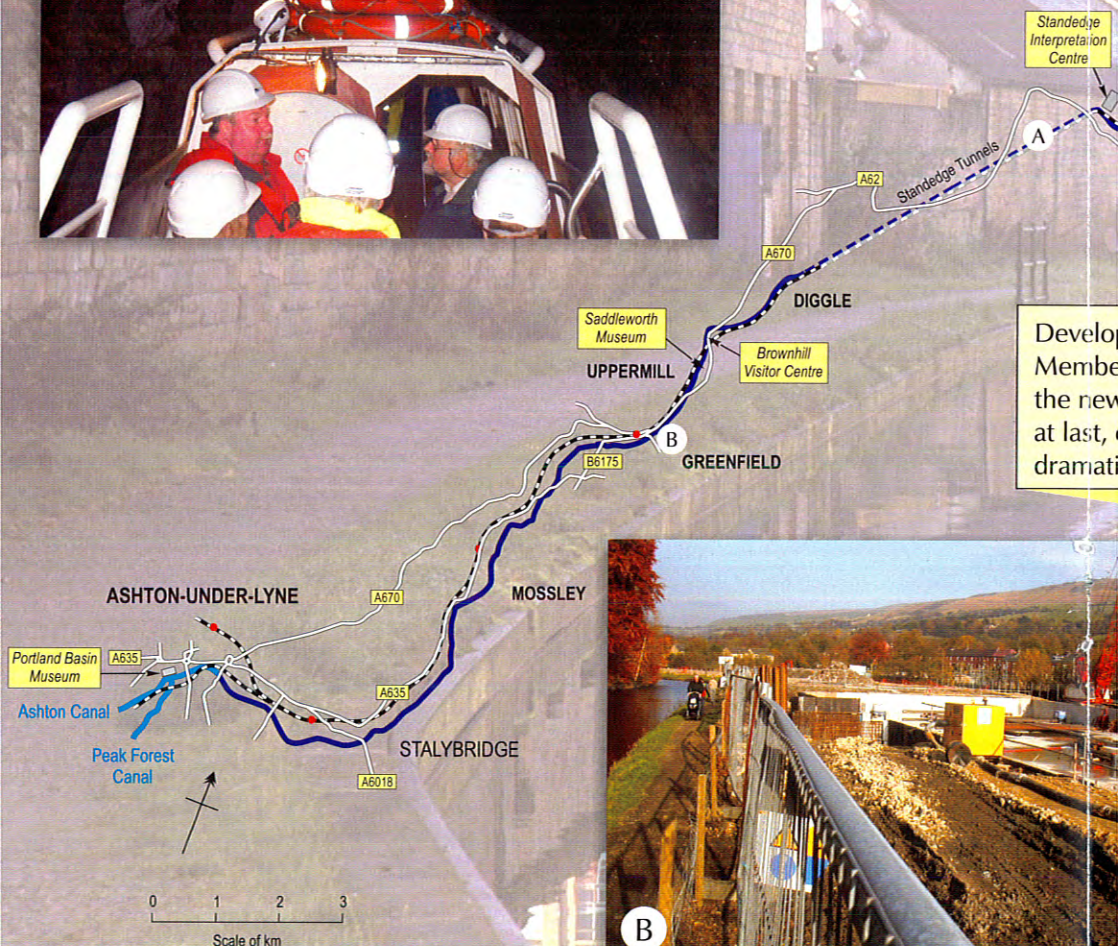 Standedge
Interpretation
Centre
A
Standedge Tunnels
A62
A670
DIGGLE
Saddleworth
Museum
UPPERMILL
Brownhill
Visitor Centre
Develop
Membe
the new
at last,
dramati
B
B6175
GREENFIELD
MOSSLEY
ASHTON-UNDER-LYNE
A670
Portland Basin
Museum
A635
Ashton Canal
Peak Forest
Canal
A635
STALYBRIDGE
A6018
0 1 2 3
Scale of km
B